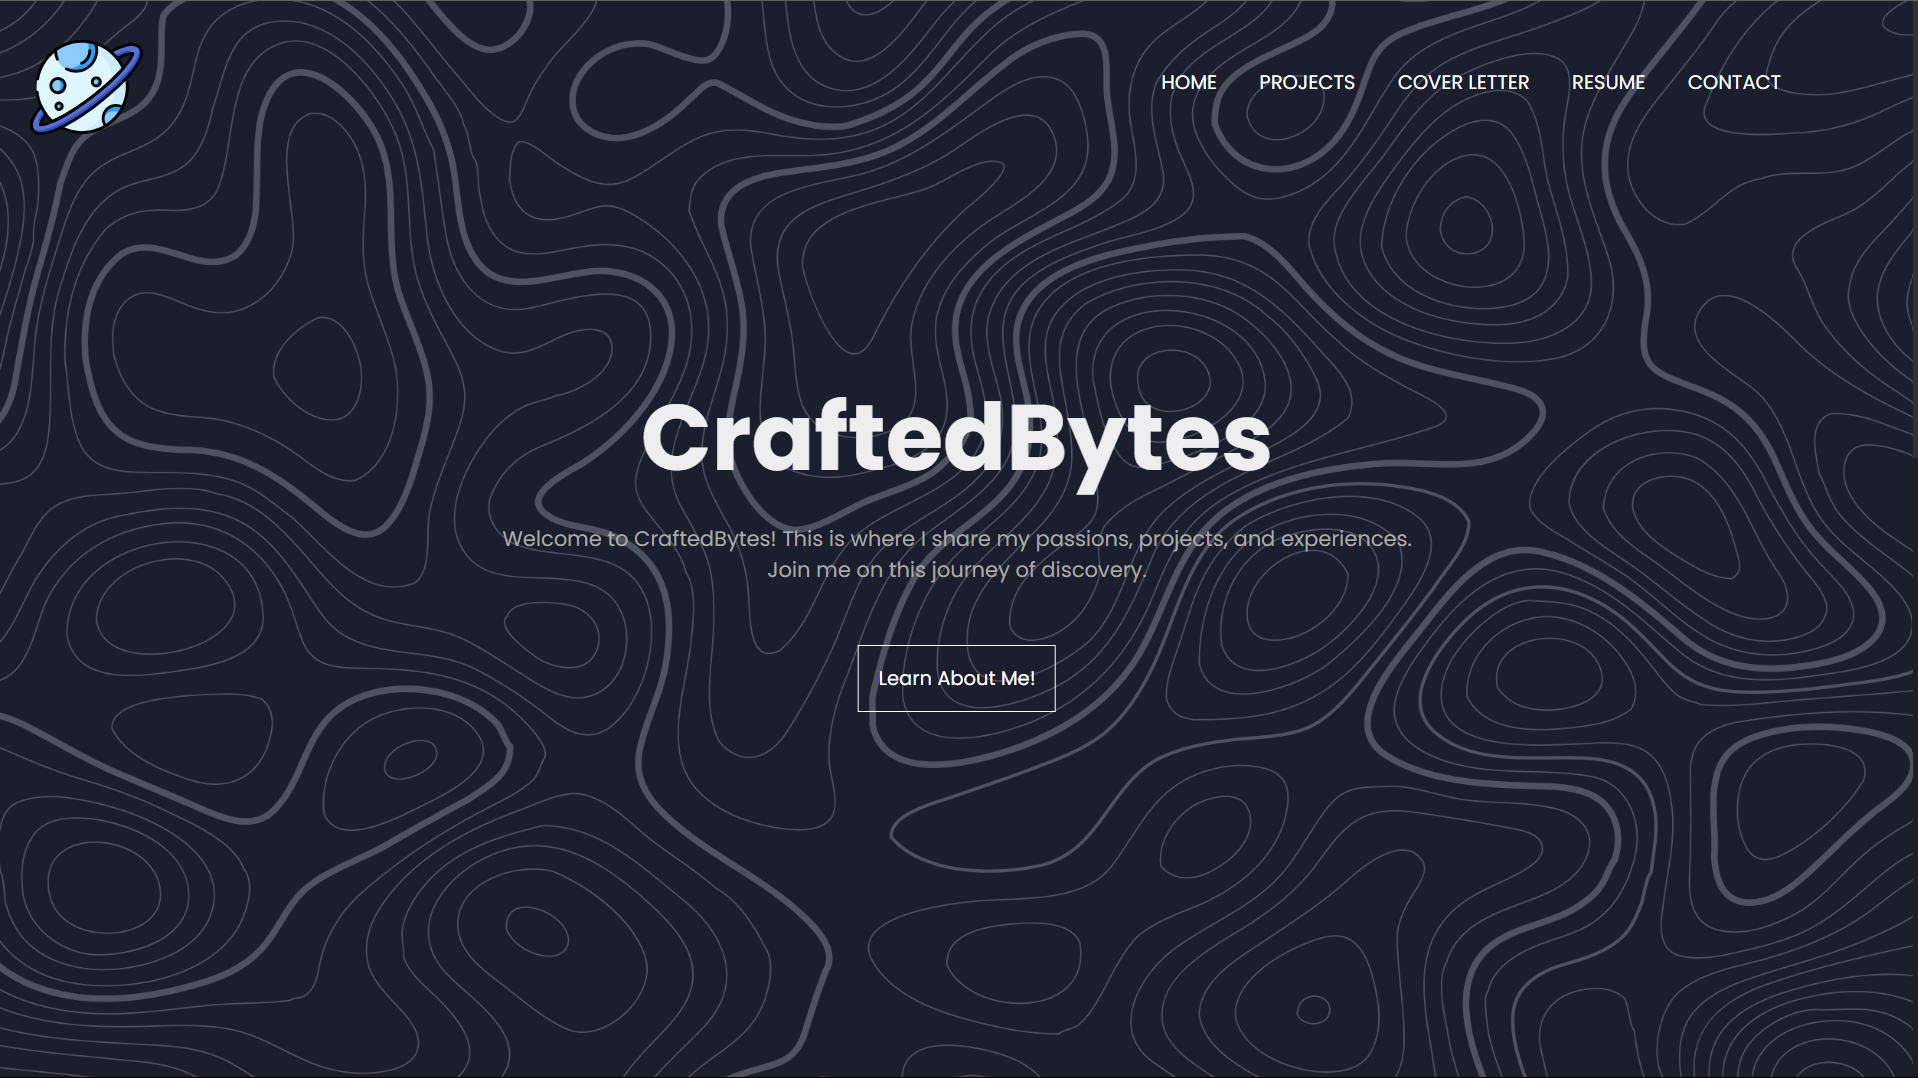 HOME PROJECTS COVER LETTER RESUME CONTACT
CraftedBytes
Welcome to CraftedBytes! This is where I share my passions, projects, and experiences.
Join me on this journey of discovery.
Learn About Me!